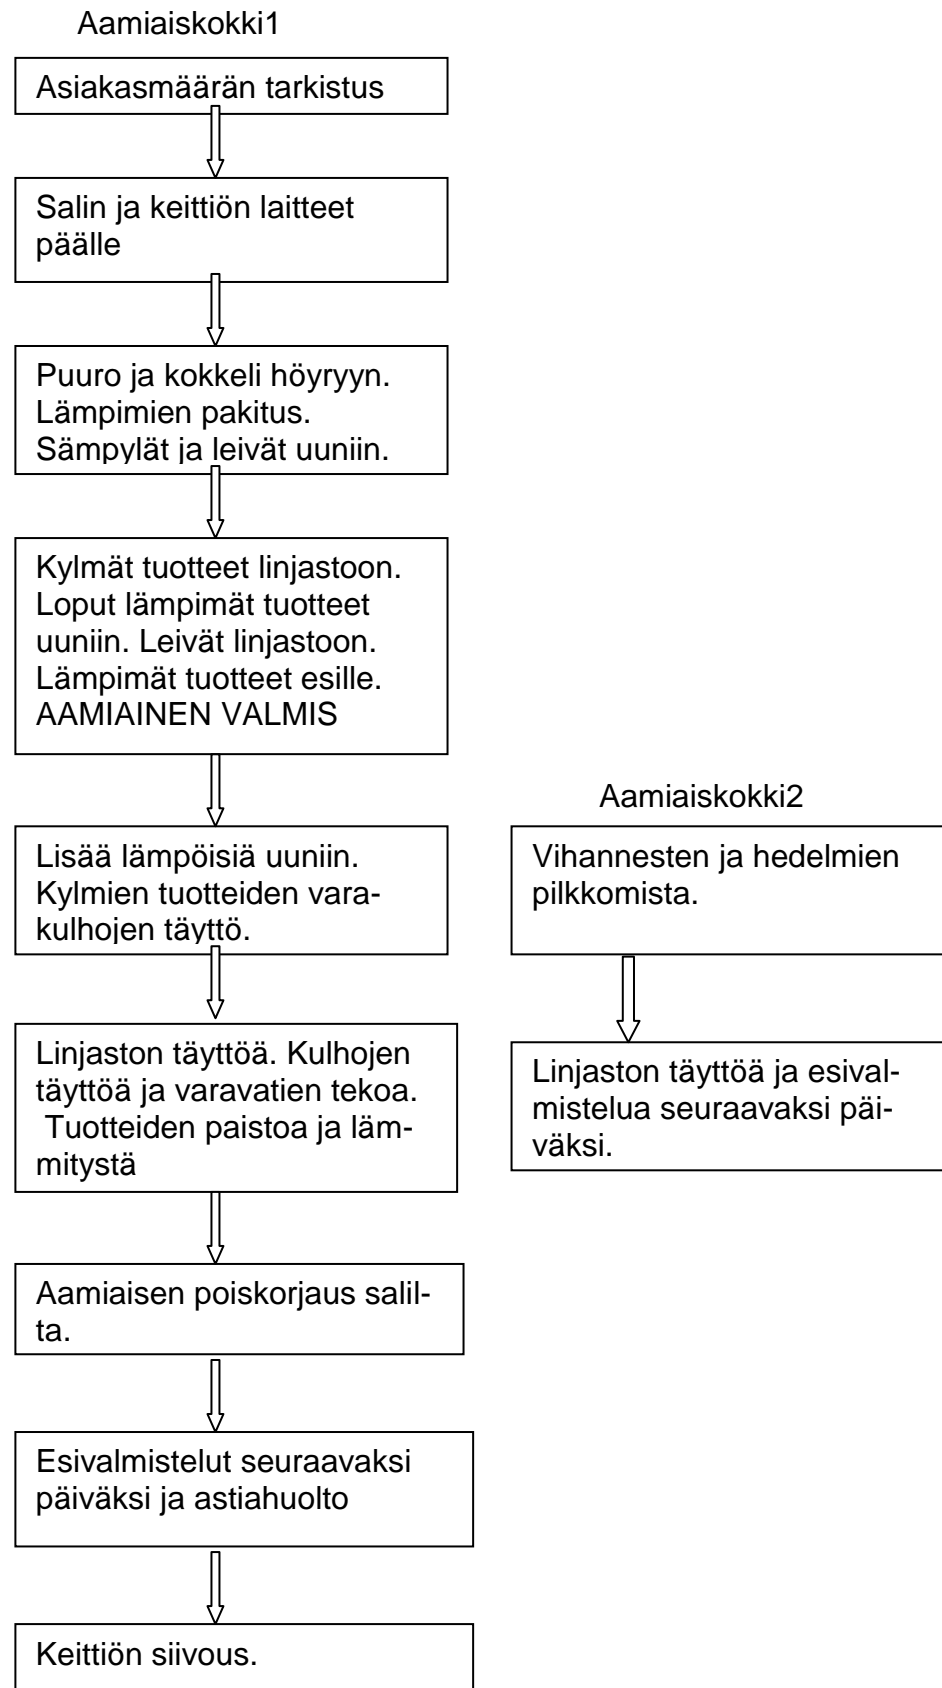 Aamiaiskokki1
Asiakasmäärän tarkistus
Salin ja keittiön laitteet
päälle
Puuro ja kokkeli höyryyn.
Lämpimien pakitus.
Sämpylät ja leivät uuniin.
Kylmät tuotteet linjastoon.
Loput lämpimät tuotteet
uuniin. Leivät linjastoon.
Lämpimät tuotteet esille.
AAMIAINEN VALMIS
Lisää lämpöisiä uuniin.
Kylmien tuotteiden vara-
kulhojen täyttö.
Linjaston täyttöä. Kulhojen
täyttöä ja varavatien tekoa.
Tuotteiden paistoa ja läm-
mitystä
Aamiaisen poiskorjaus salil-
ta.
Esivalmistelut seuraavaksi
päiväksi ja astiahuolto
Keittiön siivous.
Aamiaiskokki2
Vihannesten ja hedelmien
pilkkomista.
Linjaston täyttöä ja esival-
mistelua seuraavaksi päi-
väksi.